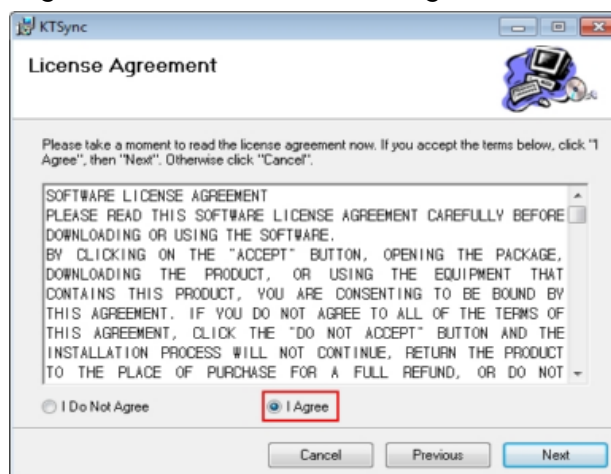 KTSync
License Agreement
Please take a moment to read the license agreement now. If you accept the terms below, click "I
Agree", then "Next". Otherwise click "Cancel".
SOFTWARE LICENSE AGREEMENT
PLEASE READ THIS SOFTWARE LICENSE AGREEMENT CAREFULLY BEFORE
DOWNLOADING OR USING THE SOFTWARE.
BY CLICKING ON THE "ACCEPT" BUTTON, OPENING THE PACKAGE,
DOWNLOADING THE PRODUCT, OR USING THE EQUIPMENT THAT
CONTAINS THIS PRODUCT, YOU ARE CONSENTING TO BE BOUND BY
THIS AGREEMENT. IF YOU DO NOT AGREE TO ALL OF THE TERMS OF
THIS AGREEMENT, CLICK THE "DO NOT ACCEPT" BUTTON AND THE
INSTALLATION PROCESS WILL NOT CONTINUE, RETURN THE PRODUCT
TO THE PLACE OF PURCHASE FOR A FULL REFUND, OR DO NOT
I Do Not Agree
I Agree
Cancel
Previous
Next